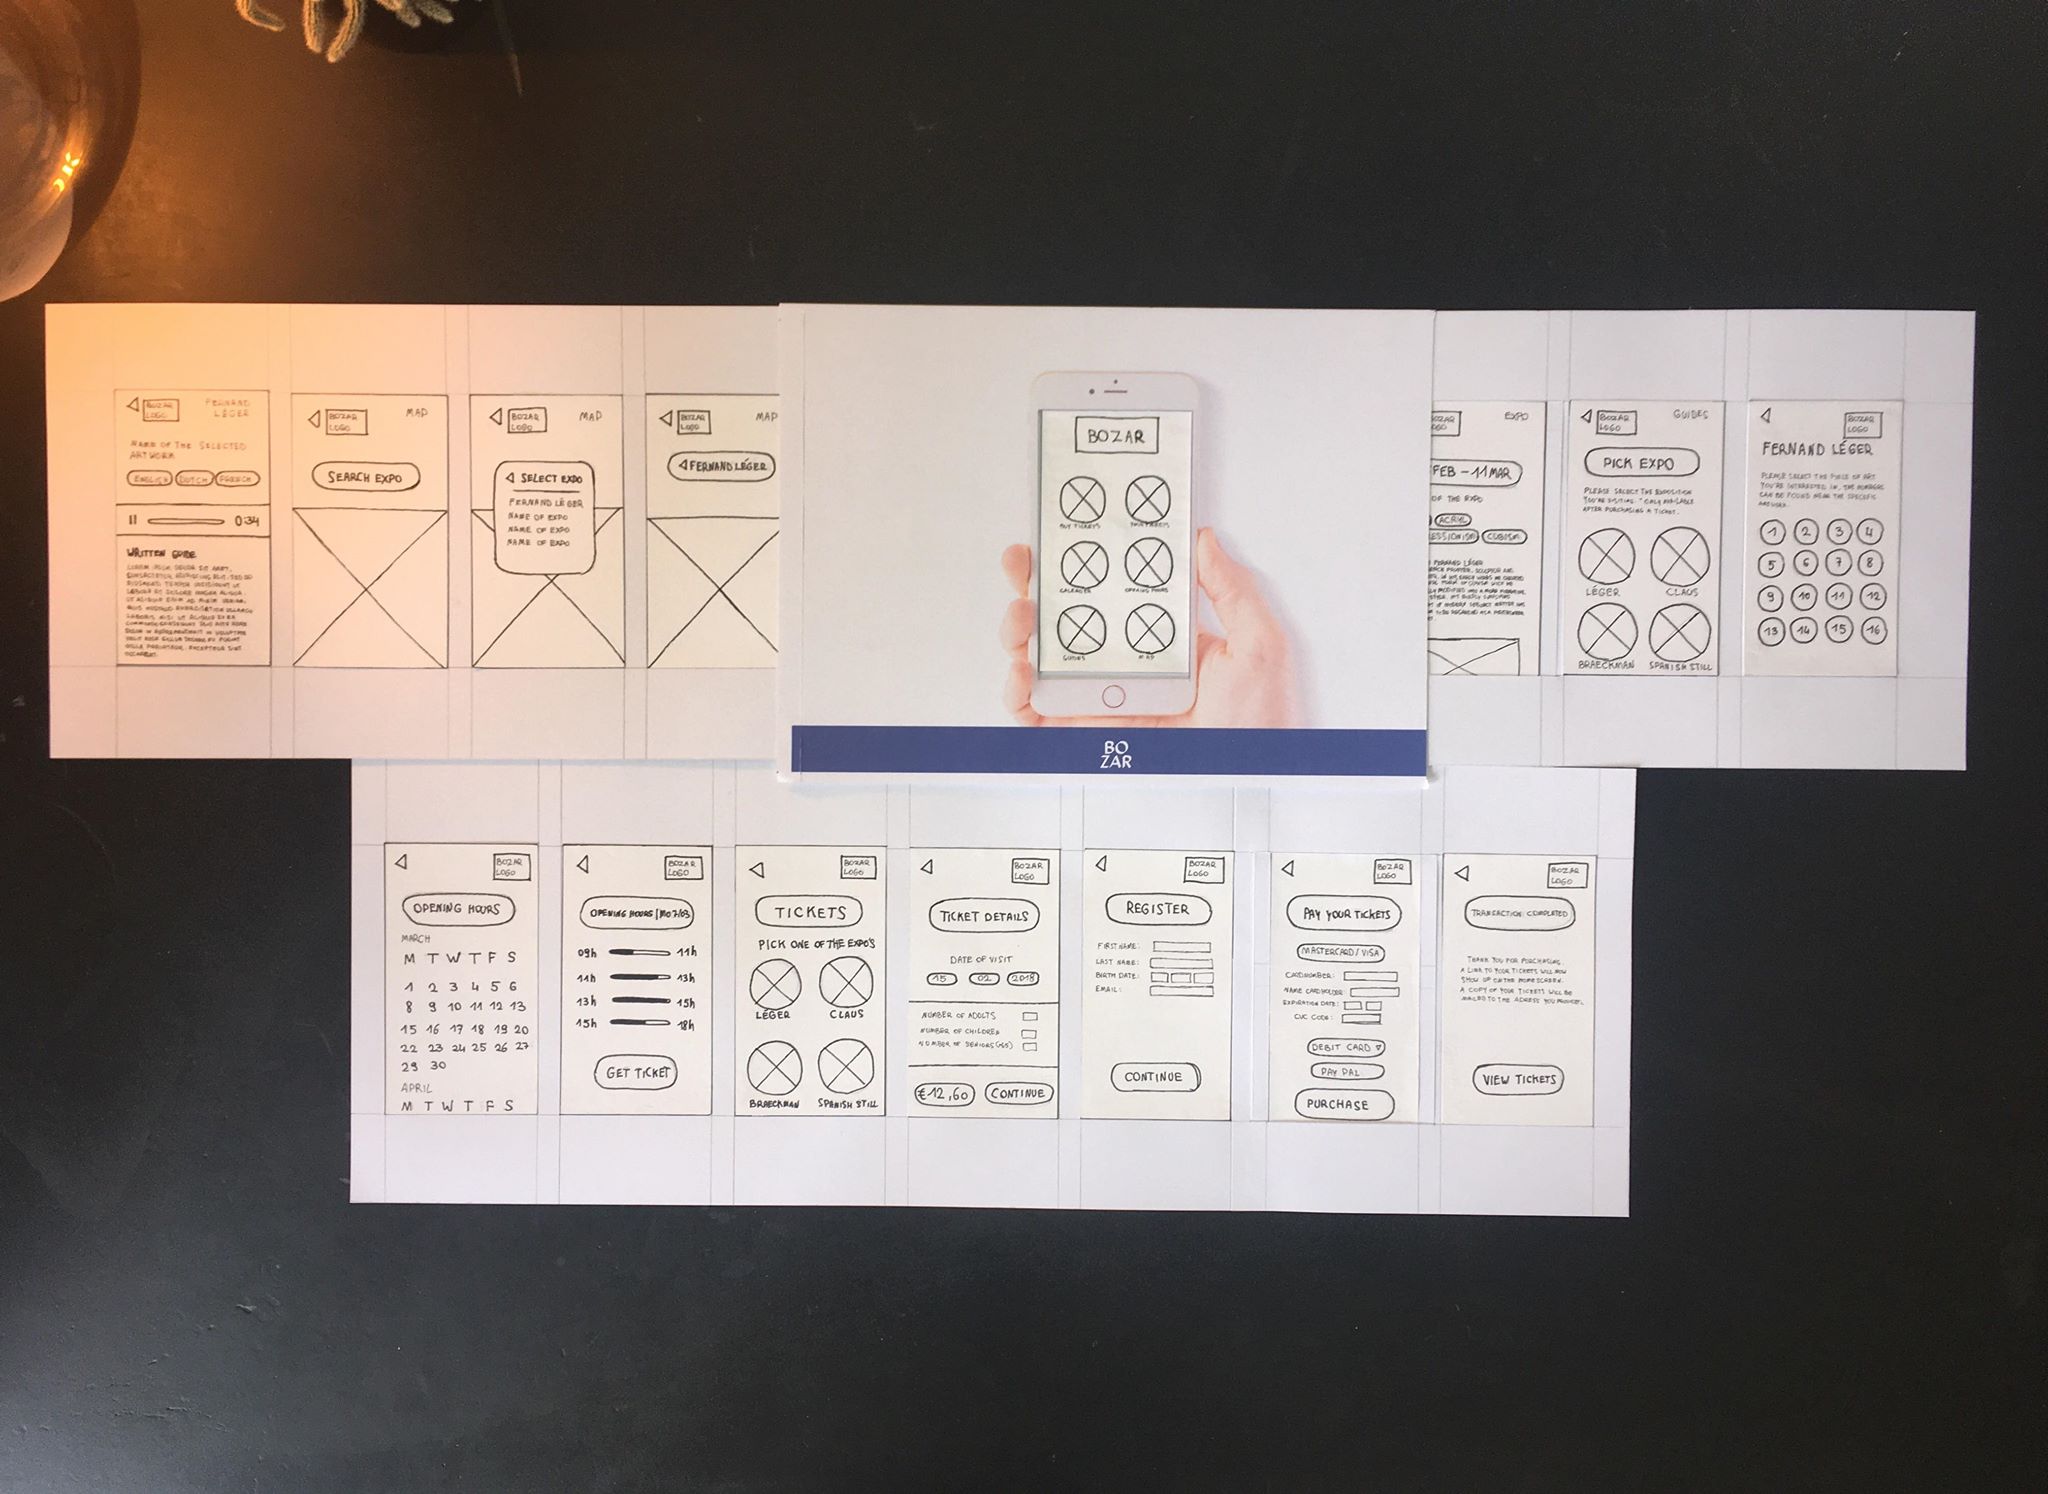 BOZAR
LOGO
FERNAND
LÉGER
NAME OF THE SELECTED
ARTWORK
ENGLISH DUTCH FRENCH
0:34
WRITTEN GUIDE
BOZAR
LOGO
MAP
SEARCH EXPO
BOZAR
LOGO
MAP
SELECT EXPO
FERNAND LÉGER
NAME OF EXPO
NAME OF EXPO
NAME OF EXPO
BOZAR
LOGO
MAP
FERNAND LÉGER
BOZAR
BUY TICKETS
OPENING HOURS
GUIDES
MAP
BO
ZAR
EXPO
FEB - 11 MAR
OF THE EXPO
ACRYL
ESSIONISM CUBISM
BOZAR
LOGO
GUIDES
PICK EXPO
PLEASE SELECT THE EXPOSITION
YOU'RE VISITING. * ONLY AVAILABLE
AFTER PURCHASING A TICKET.
LÉGER CLAUS
BRAECKMAN SPANISH STILL
BOZAR
LOGO
FERNAND LÉGER
PLEASE SELECT THE PIECE OF ART
YOU'RE INTERESTED IN. THE NUMBERS
CAN BE FOUND NEAR THE SPECIFIC
1 2 3 4
5 6 7 8
9 10 11 12
13 14 15 16
BOZAR
LOGO
OPENING HOURS
MARCH
M T W T F S
1 2 3 4 5 6
8 9 10 11 12 13
15 16 17 18 19 20
22 23 24 25 26 27
29 30
APRIL
M T W T F S
BOZAR
LOGO
OPENING HOURS | MO 7/03
09h 11h
11h 13h
13h 15h
15h 18h
GET TICKET
BOZAR
LOGO
TICKETS
PICK ONE OF THE EXPO'S
LÉGER CLAUS
BRAECKMAN SPANISH STILL
BOZAR
LOGO
TICKET DETAILS
DATE OF VISIT
15 02 2018
NUMBER OF ADULTS
NUMBER OF CHILDREN
NUMBER OF SENIORS (+65)
€12,60 CONTINUE
BOZAR
LOGO
REGISTER
FIRST NAME:
LAST NAME:
BIRTH DATE:
EMAIL:
CONTINUE
BOZAR
LOGO
PAY YOUR TICKETS
MASTERCARD / VISA
CARDNUMBER:
NAME CARDHOLDER:
EXPIRATION DATE:
CVC CODE:
DEBIT CARD
PAY PAL
PURCHASE
BOZAR
LOGO
TRANSACTION COMPLETED
THANK YOU FOR PURCHASING.
A LINK TO YOUR TICKETS WILL NOW
SHOW UP ON THE HOME SCREEN.
A COPY OF YOUR TICKETS WILL BE
MAILED TO THE ADRESS YOU PROVIDED.
VIEW TICKETS